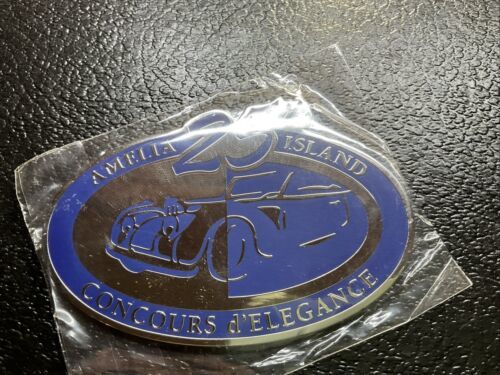 AMELIA 25 ISLAND
CONCOURS d'ELEGANCE